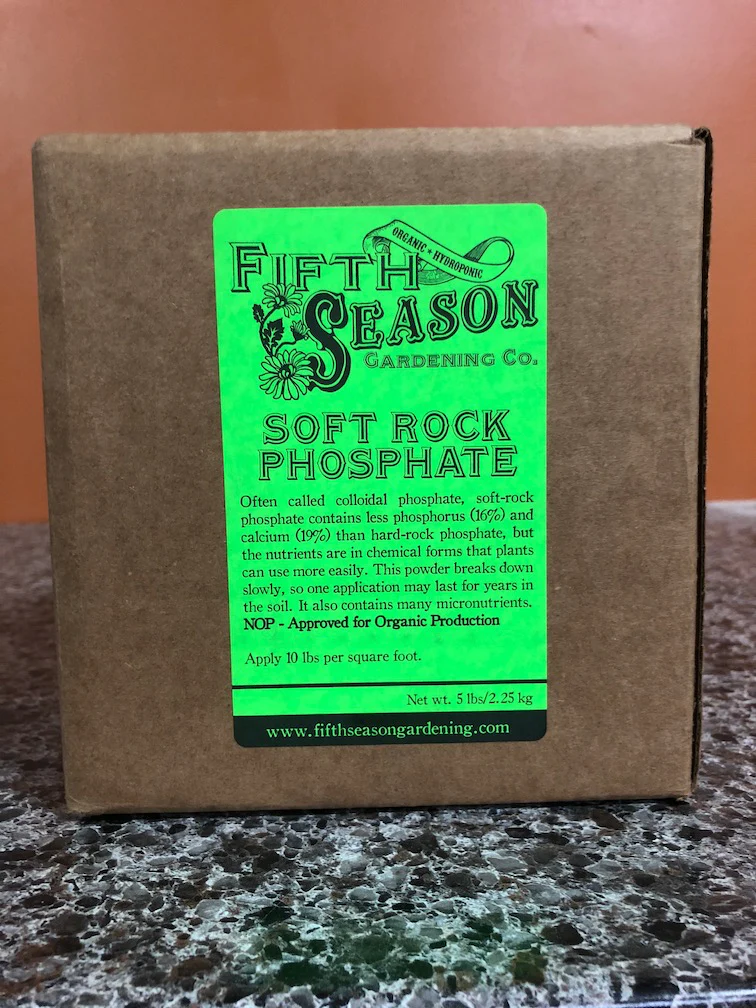 ORGANIC * HYDROPONIC
FIFTH
SEASON
GARDENING CO.
SOFT ROCK
PHOSPHATE
Often called colloidal phosphate, soft-rock
phosphate contains less phosphorus (16%) and
calcium (19%) than hard-rock phosphate, but
the nutrients are in chemical forms that plants
can use more easily. This powder breaks down
slowly, so one application may last for years in
the soil. It also contains many micronutrients.
NOP - Approved for Organic Production
Apply 10 lbs per square foot.
Net wt. 5 lbs/2.25 kg
www.fifthseasongardening.com